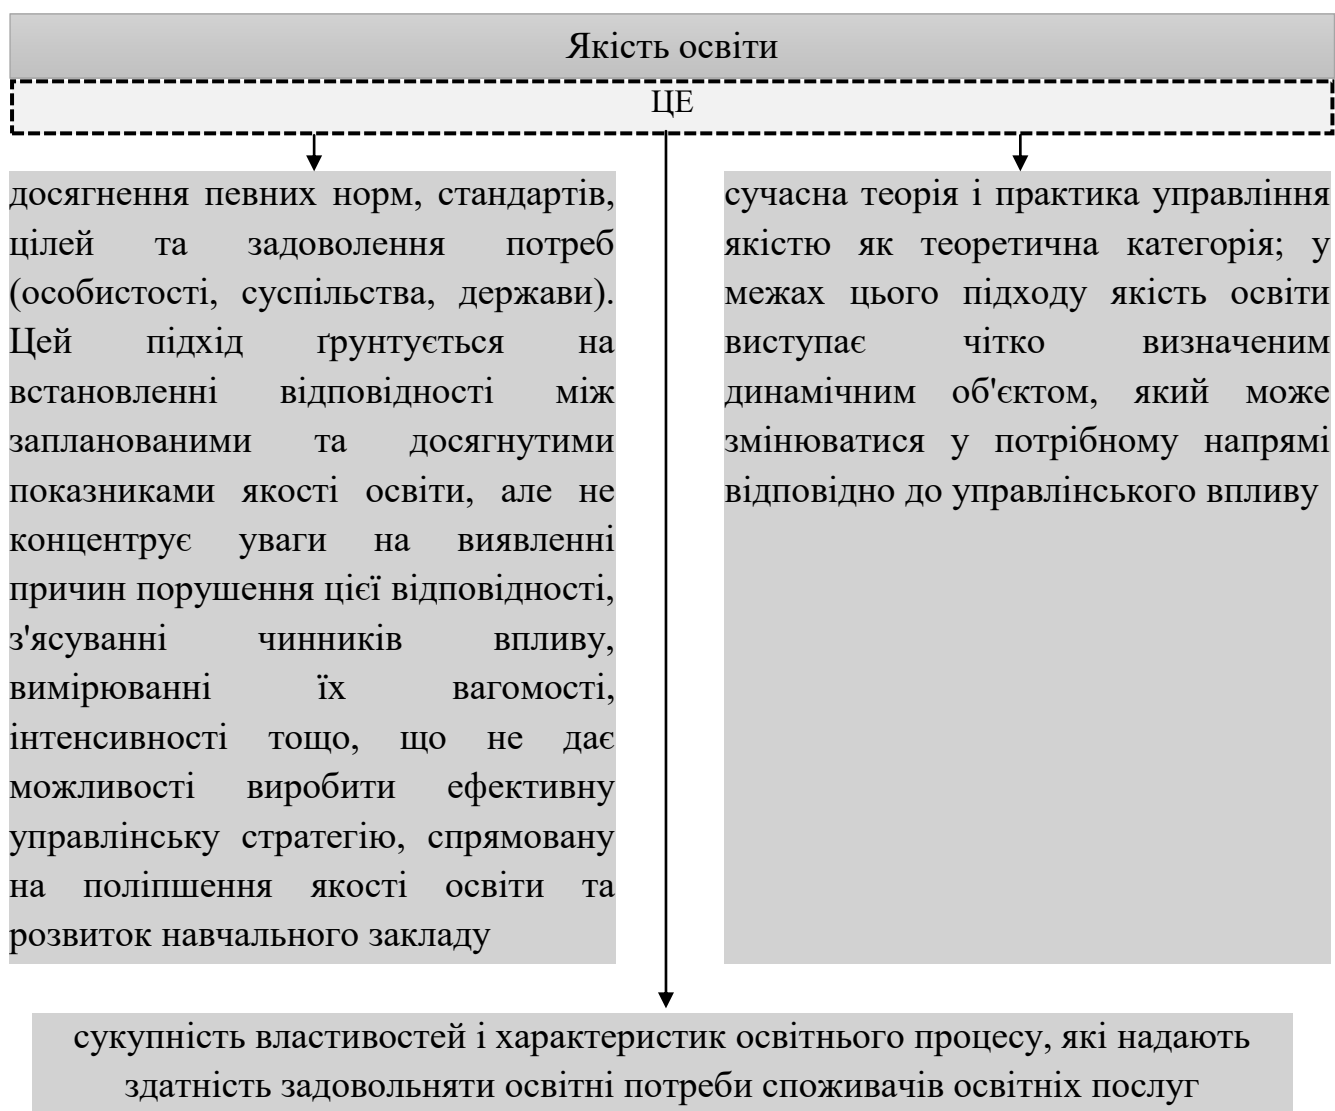 Якість освіти
ЦЕ
досягнення певних норм, стандартів,
цілей та задоволення потреб
(особистості, суспільства, держави).
Цей підхід ґрунтується на
встановленні відповідності між
запланованими та досягнутими
показниками якості освіти, але не
концентрує уваги на виявленні
причин порушення цієї відповідності,
з'ясуванні чинників впливу,
вимірюванні їх вагомості,
інтенсивності тощо, що не дає
можливості виробити ефективну
управлінську стратегію, спрямовану
на поліпшення якості освіти та
розвиток навчального закладу
сучасна теорія і практика управління
якістю як теоретична категорія; у
межах цього підходу якість освіти
виступає чітко визначеним
динамічним об'єктом, який може
змінюватися у потрібному напрямі
відповідно до управлінського впливу
сукупність властивостей і характеристик освітнього процесу, які надають
здатність задовольняти освітні потреби споживачів освітніх послуг